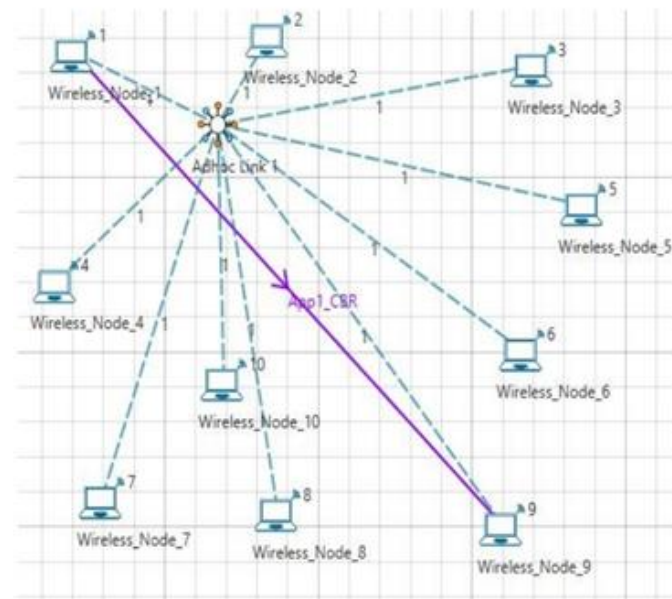 1
2
3
Wireless_Node_1
Wireless_Node_2
Wireless_Node_3
1
1
1
Adhoc Link 1
1
5
Wireless_Node_5
1
1
4
1
App1_CBR
Wireless_Node_4
1
1
1
6
10
Wireless_Node_6
Wireless_Node_10
7
8
9
Wireless_Node_7
Wireless_Node_8
Wireless_Node_9